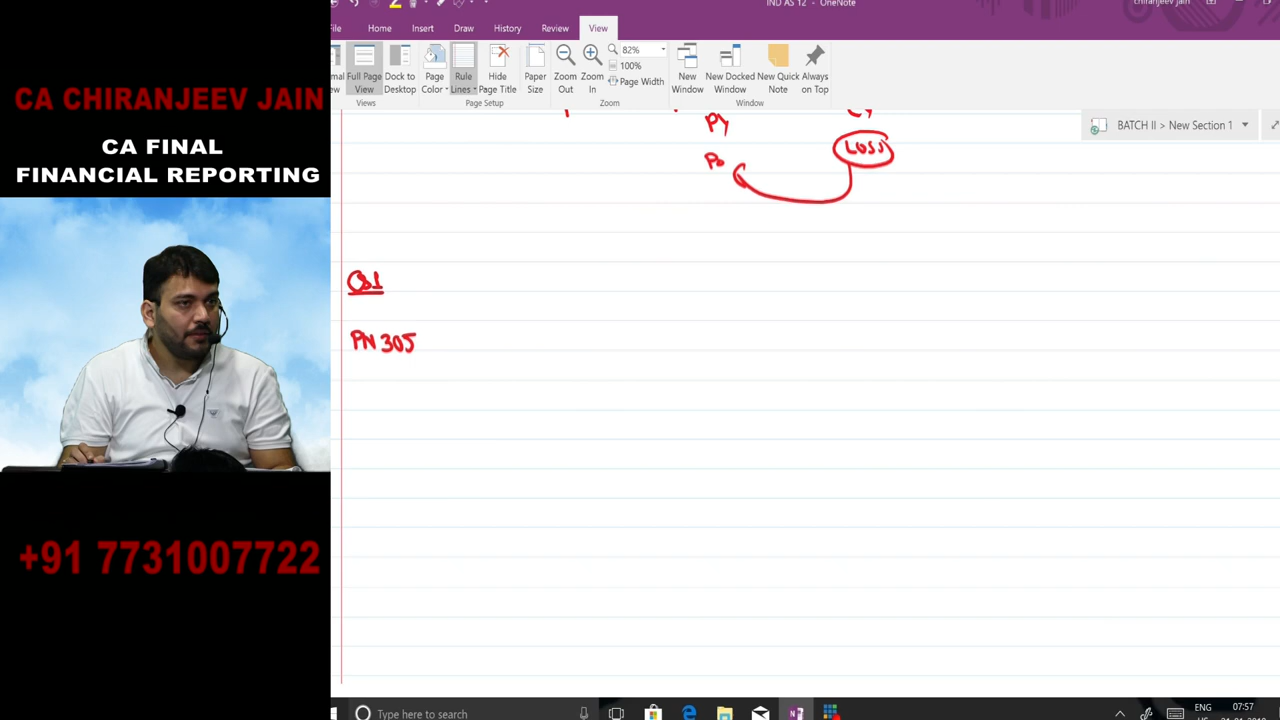 IND AS 12 - OneNote
chiranjeev jain
Home Insert Draw History Review View
82%
100%
Page Width
Full Page View
Dock to Desktop
Page Color
Rule Lines
Hide Page Title
Paper Size
Zoom Out
Zoom In
New Window
New Docked Window
New Quick Note
Always on Top
Views
Page Setup
Zoom
Window
BATCH II > New Section 1
CA CHIRANJEEV JAIN
CA FINAL
FINANCIAL REPORTING
PY
LOSS
PN 305
+91 7731007722
Type here to search
ENG
07:57